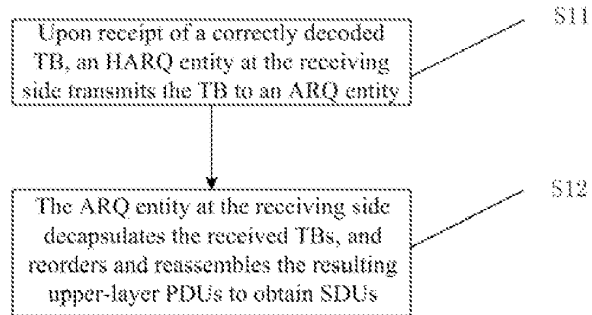 Upon receipt of a correctly decoded
TB, an HARQ entity at the receiving
side transmits the TB to an ARQ entity
S11
The ARQ entity at the receiving side
decapsulates the received TBs, and
reorders and reassembles the resulting
upper-layer PDUs to obtain SDUs
S12